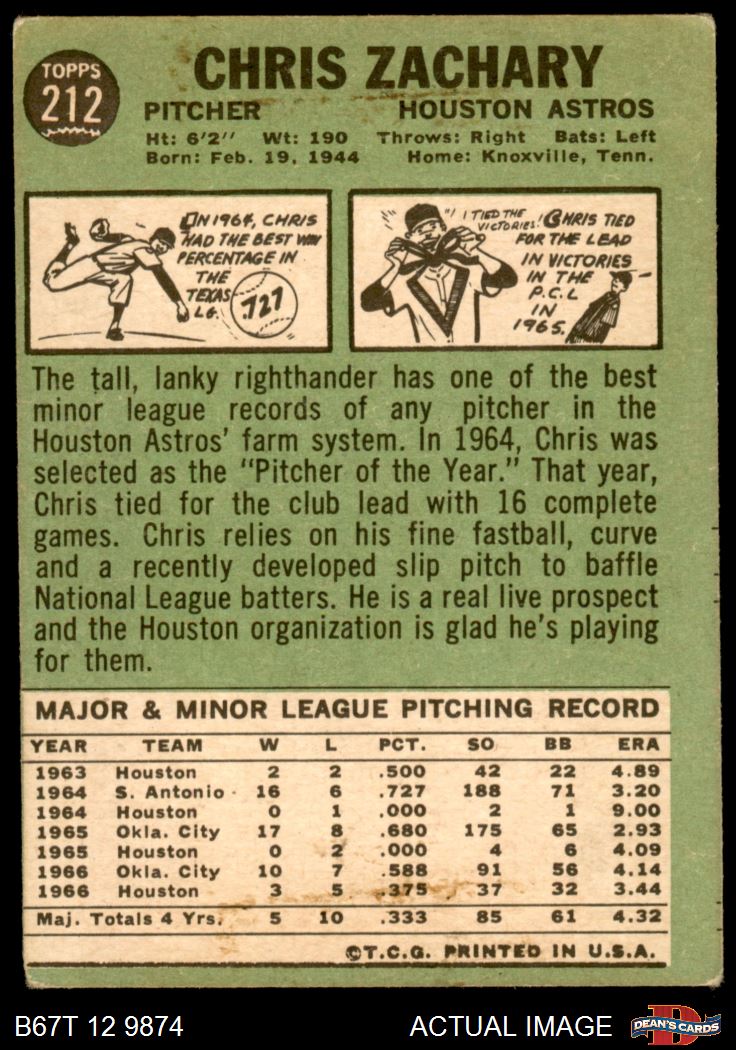 TOPPS
212
CHRIS ZACHARY
PITCHER HOUSTON ASTROS
Ht: 6'2" Wt: 190 Throws: Right Bats: Left
Born: Feb. 19, 1944 Home: Knoxville, Tenn.
IN 1964, CHRIS
HAD THE BEST WIN
PERCENTAGE IN
THE
TEXAS
LG.
.727
I TIED THE
VICTORIES!
CHRIS TIED
FOR THE LEAD
IN VICTORIES
IN THE
P.C.L
IN
1965.
The tall, lanky righthander has one of the best
minor league records of any pitcher in the
Houston Astros' farm system. In 1964, Chris was
selected as the "Pitcher of the Year." That year,
Chris tied for the club lead with 16 complete
games. Chris relies on his fine fastball, curve
and a recently developed slip pitch to baffle
National League batters. He is a real live prospect
and the Houston organization is glad he's playing
for them.
MAJOR & MINOR LEAGUE PITCHING RECORD
YEAR TEAM W L PCT. SO BB ERA
1963 Houston 2 2 .500 42 22 4.89
1964 S. Antonio 16 6 .727 188 71 3.20
1964 Houston 0 1 .000 2 1 9.00
1965 Okla. City 17 8 .680 175 65 2.93
1965 Houston 0 2 .000 4 6 4.09
1966 Okla. City 10 7 .588 91 56 4.14
1966 Houston 3 5 .375 37 32 3.44
Maj. Totals 4 Yrs. 5 10 .333 85 61 4.32
©T.C.G. PRINTED IN U.S.A.
B67T 12 9874 ACTUAL IMAGE
D
DEAN'S CARDS